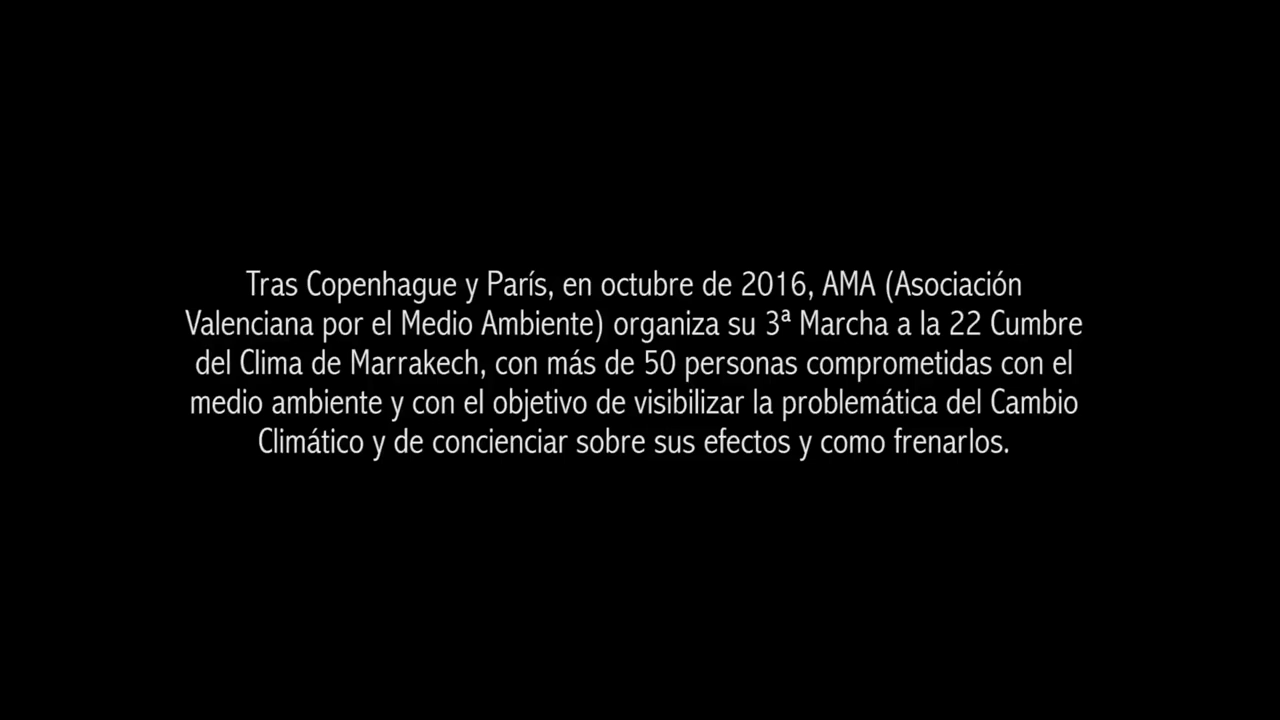 Tras Copenhague y París, en octubre de 2016, AMA (Asociación
Valenciana por el Medio Ambiente) organiza su 3ª Marcha a la 22 Cumbre
del Clima de Marrakech, con más de 50 personas comprometidas con el
medio ambiente y con el objetivo de visibilizar la problemática del Cambio
Climático y de concienciar sobre sus efectos y como frenarlos.